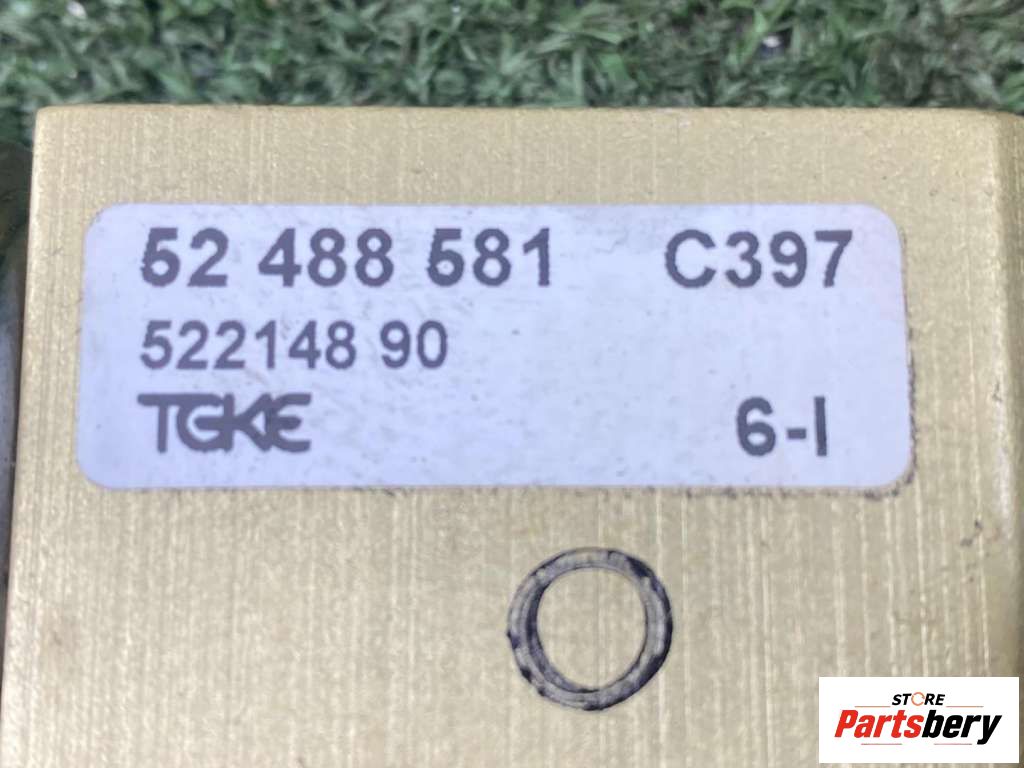 52 488 581 C397
522148 90
TGKE
6-I
STORE
Partsbery